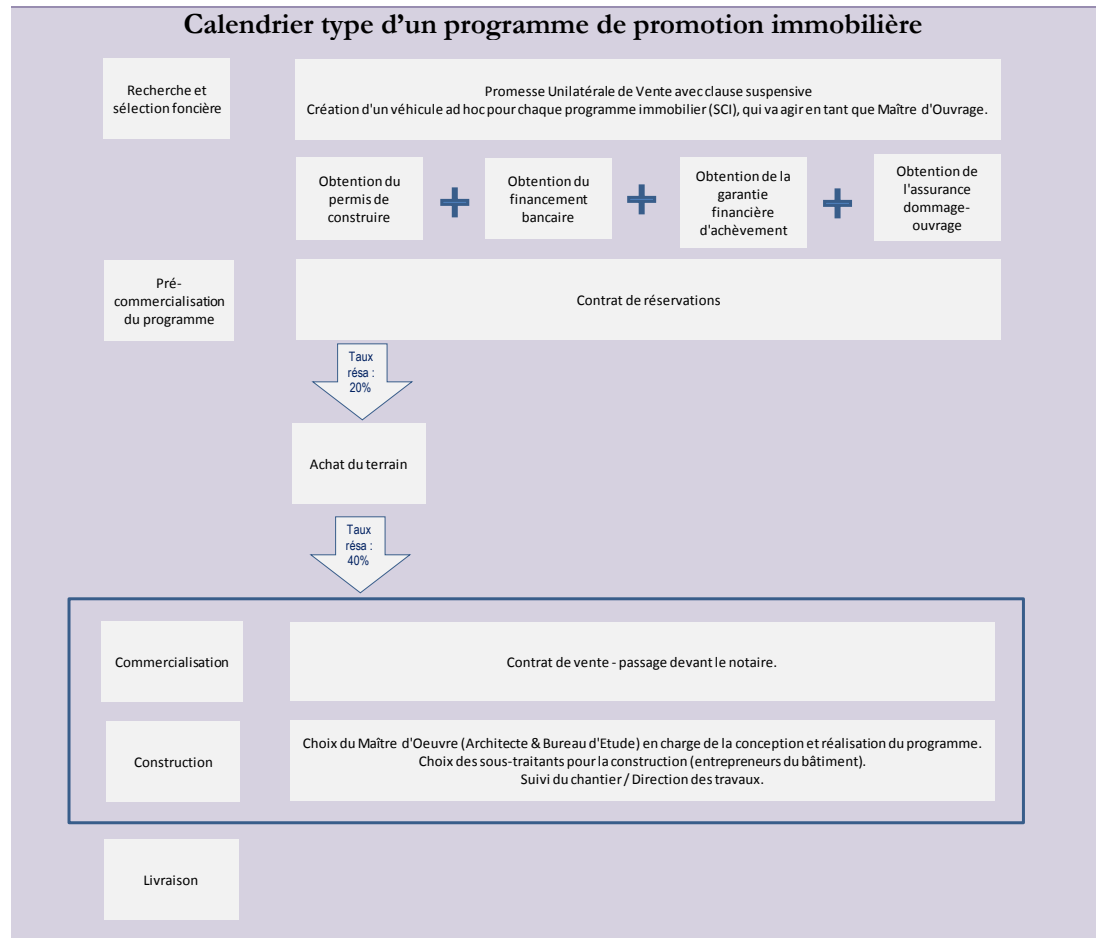 Calendrier type d'un programme de promotion immobilière
Recherche et
sélection foncière
Promesse Unilatérale de Vente avec clause suspensive
Création d'un véhicule ad hoc pour chaque programme immobilier (SCI), qui va agir en tant que Maître d'Ouvrage.
Obtention du
permis de
construire
Obtention du
financement
bancaire
Obtention de la
garantie
financière
d'achèvement
Obtention de
l'assurance
dommage-
ouvrage
Pré-
commercialisation
du programme
Contrat de réservations
Taux
résa :
20%
Achat du terrain
Taux
résa :
40%
Commercialisation
Contrat de vente - passage devant le notaire.
Construction
Choix du Maître d'Oeuvre (Architecte & Bureau d'Etude) en charge de la conception et réalisation du programme.
Choix des sous-traitants pour la construction (entrepreneurs du bâtiment).
Suivi du chantier / Direction des travaux.
Livraison